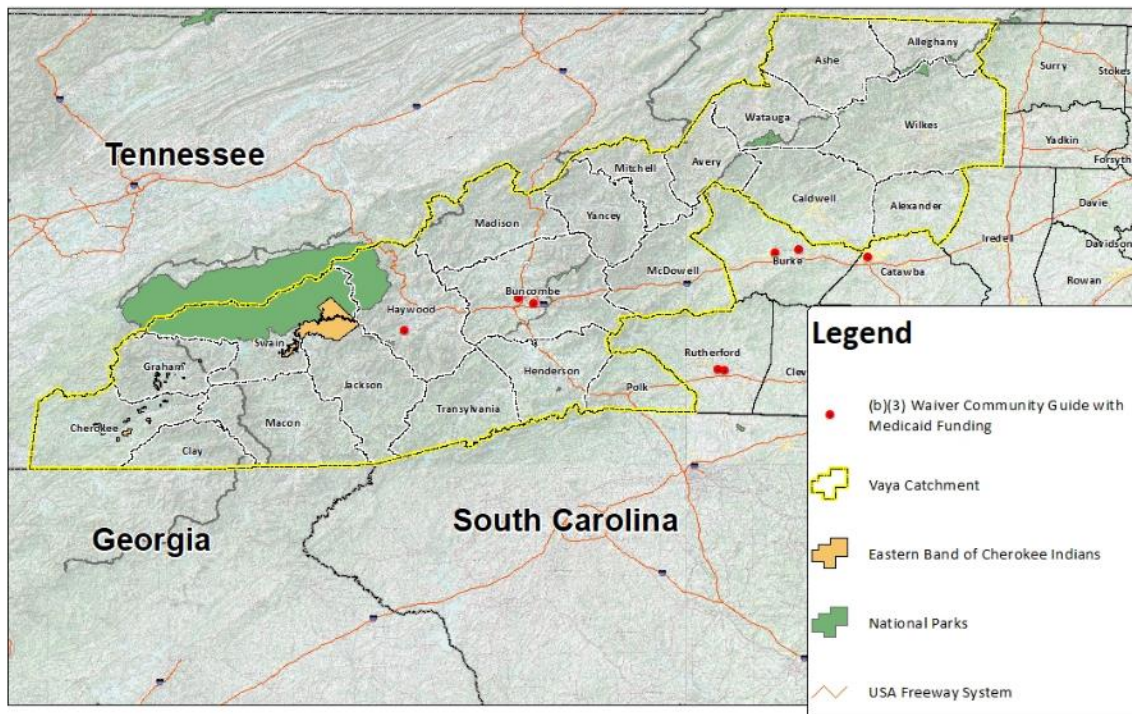 Alleghany
Ashe
Surry
Stokes
Watauga
Wilkes
Yadkin
Tennessee
Mitchell
Avery
Forsyth
Caldwell
Alexander
Madison
Yancey
Davie
Iredell
Davidson
McDowell
Burke
Catawba
Rowan
Buncombe
Haywood
Swain
Rutherford
Clev
Graham
Henderson
Jackson
Polk
Transylvania
Macon
Cherokee
Clay
Georgia
South Carolina
Legend
(b)(3) Waiver Community Guide with
Medicaid Funding
Vaya Catchment
Eastern Band of Cherokee Indians
National Parks
USA Freeway System